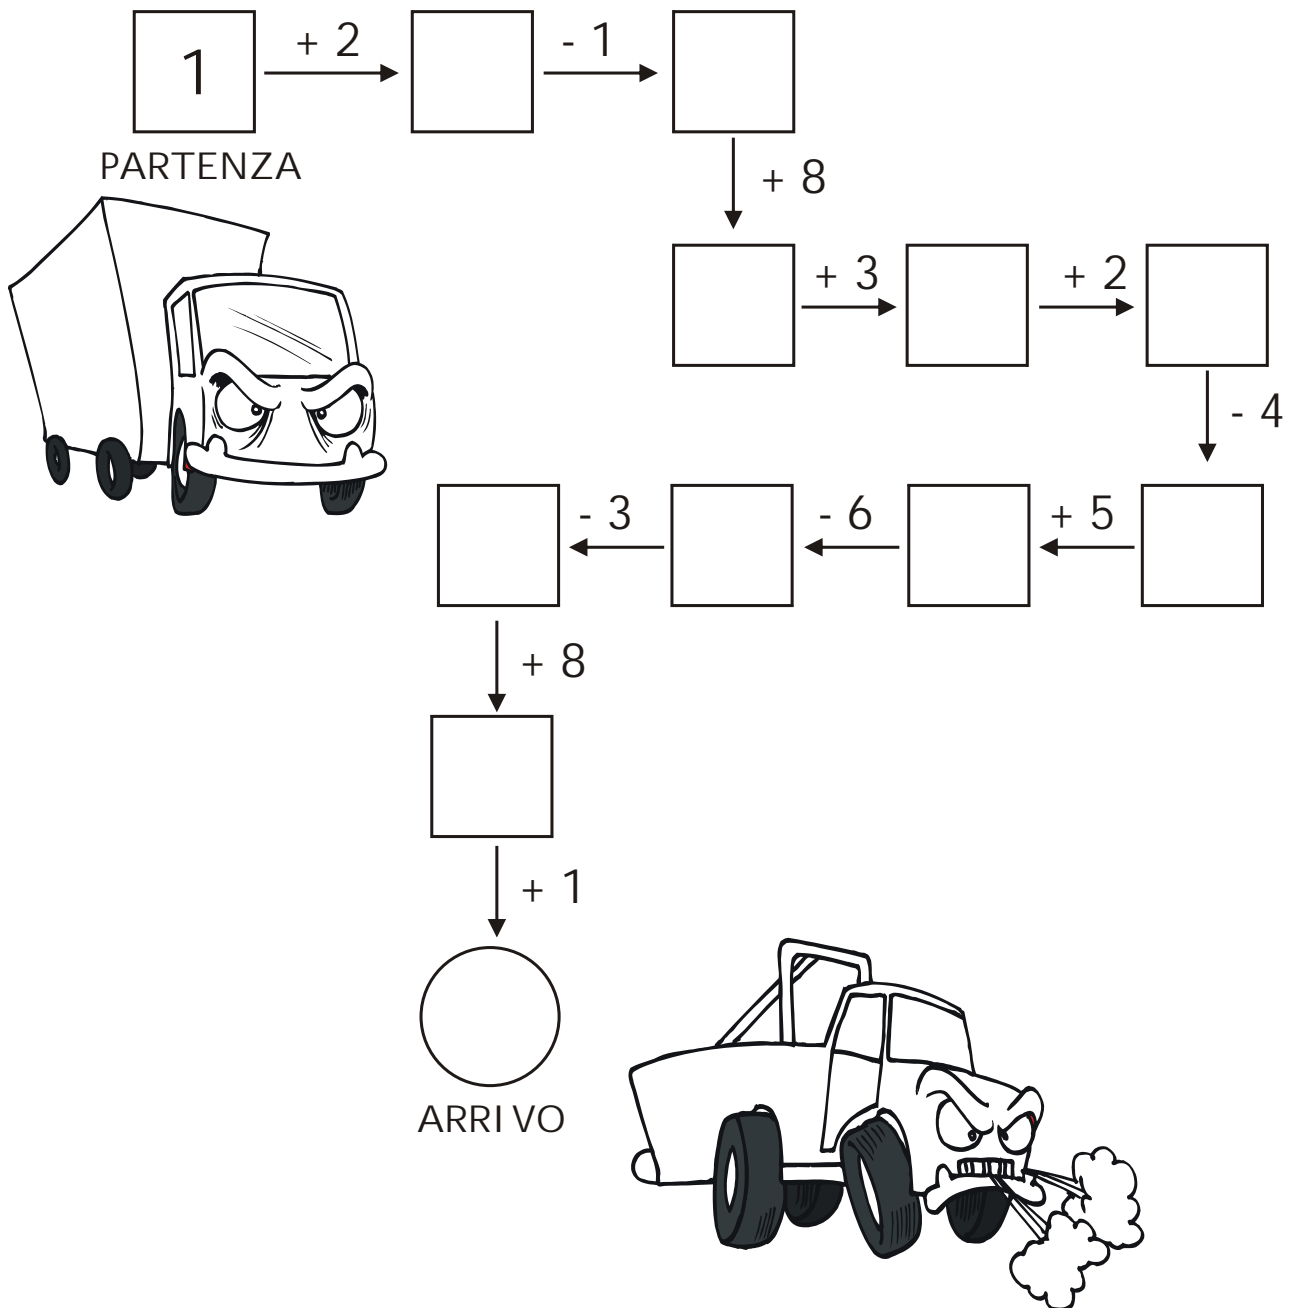 1 + 2 - 1
PARTENZA
+ 8
+ 3 + 2
- 4
- 3 - 6 + 5
+ 8
+ 1
ARRIVO